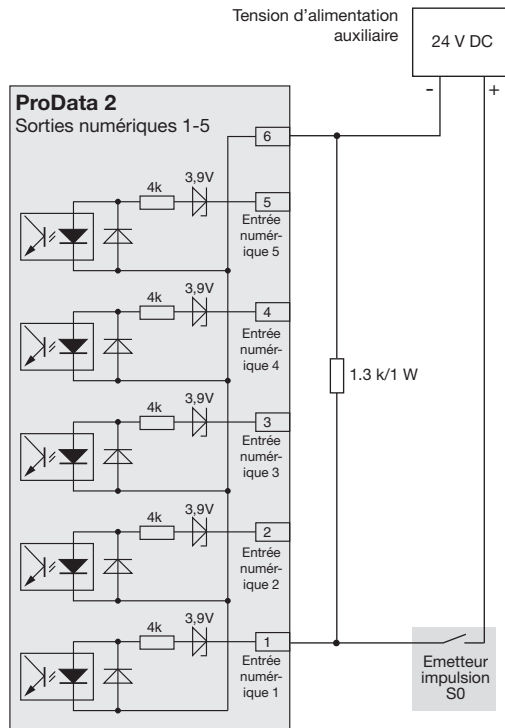 Tension d'alimentation
auxiliaire
24 V DC
- +
ProData 2
Sorties numériques 1-5
6
4k
3,9V
5
Entrée
numér-
ique 5
4k
3,9V
4
Entrée
numér-
ique 4
1.3 k/1 W
4k
3,9V
3
Entrée
numér-
ique 3
4k
3,9V
2
Entrée
numér-
ique 2
4k
3,9V
1
Entrée
numér-
ique 1
Emetteur
impulsion
S0